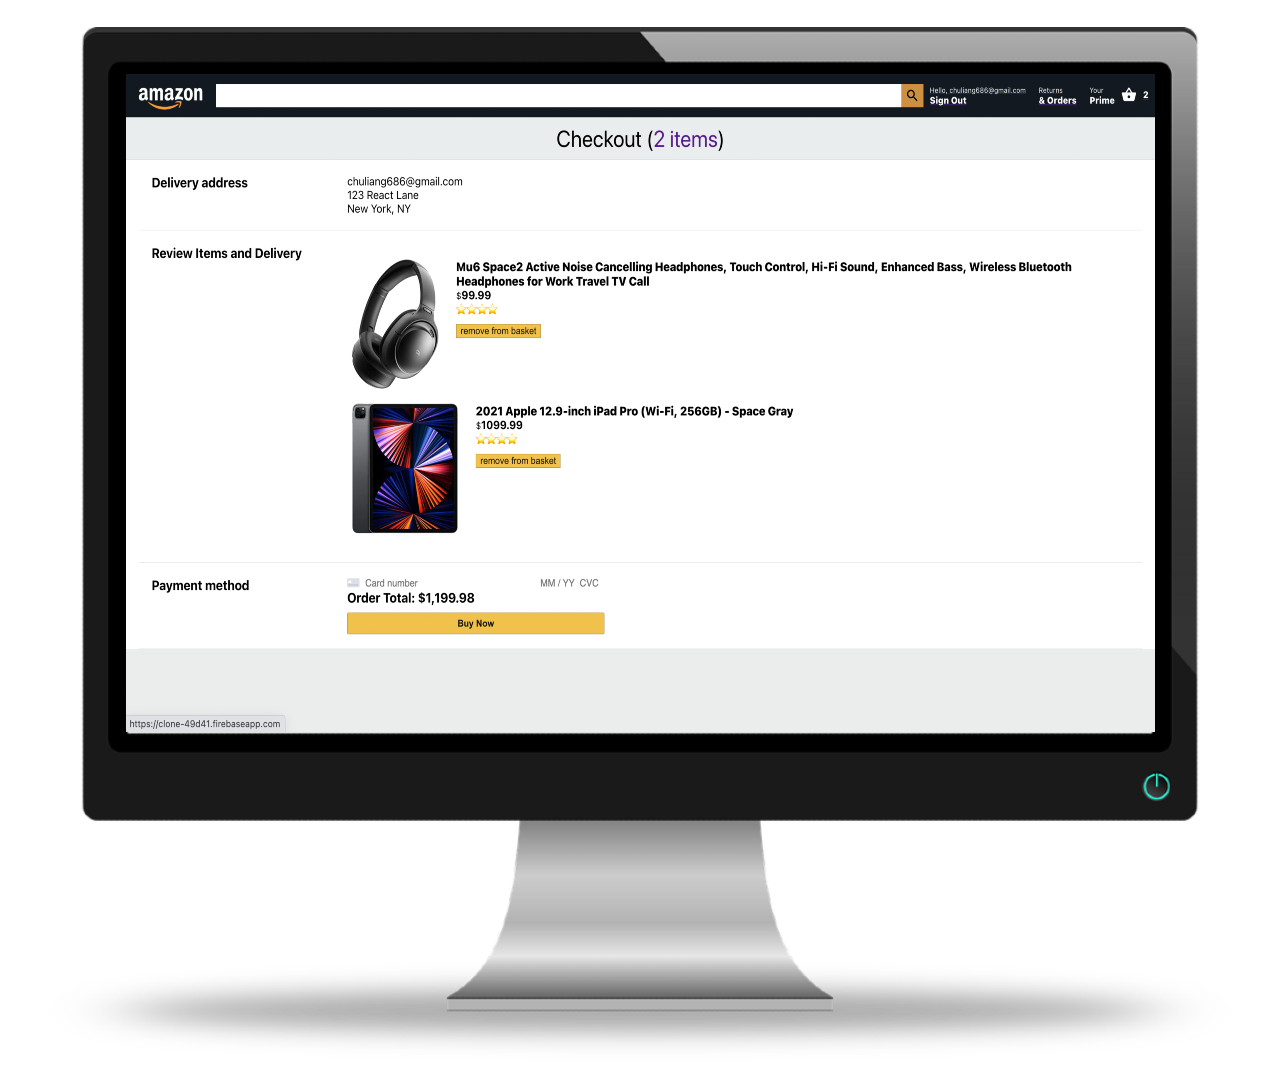 amazon
Hello, chuliang686@gmail.com
Sign Out
Returns
& Orders
Your
Prime
2
Checkout (2 items)
Delivery address
chuliang686@gmail.com
123 React Lane
New York, NY
Review Items and Delivery
Mu6 Space2 Active Noise Cancelling Headphones, Touch Control, Hi-Fi Sound, Enhanced Bass, Wireless Bluetooth
Headphones for Work Travel TV Call
$99.99
remove from basket
2021 Apple 12.9-inch iPad Pro (Wi-Fi, 256GB) - Space Gray
$1099.99
remove from basket
Payment method
Card number
MM / YY CVC
Order Total: $1,199.98
Buy Now
https://clone-49d41.firebaseapp.com